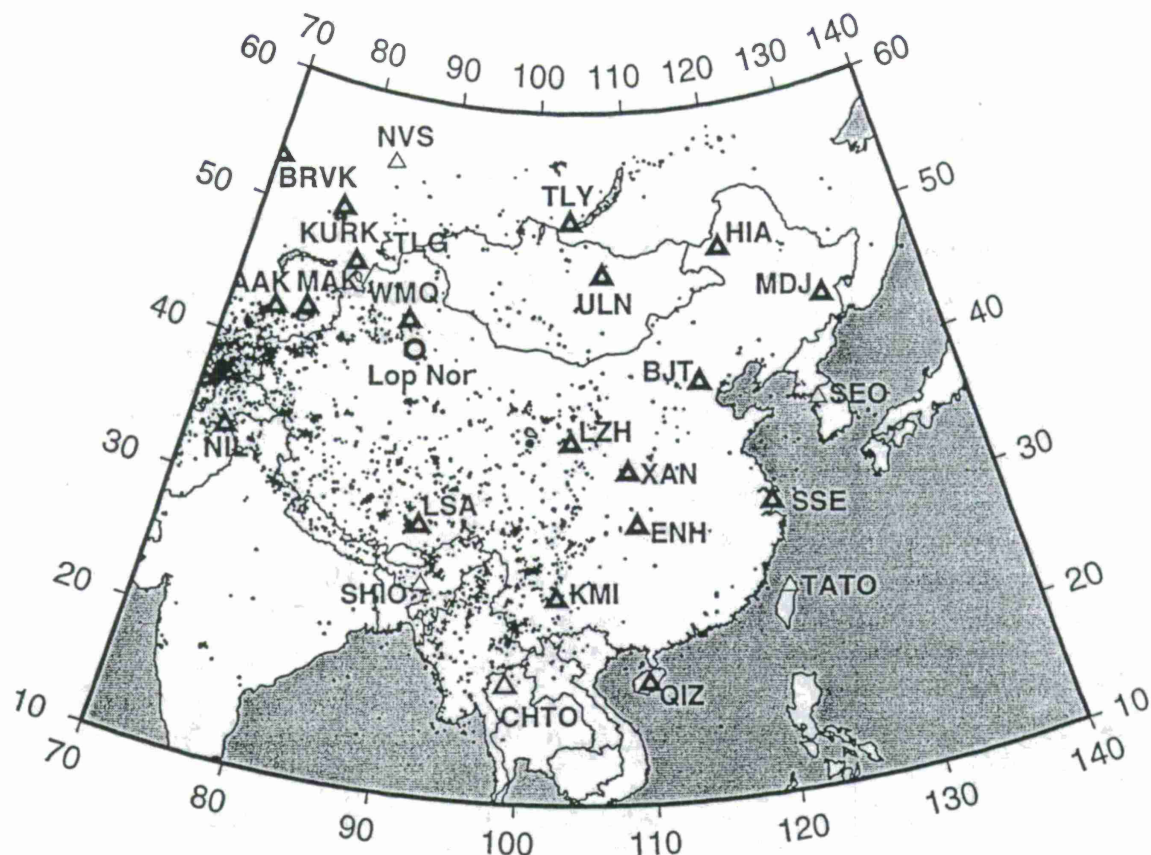 70 80 90 100 110 120 130 140
60 60
NVS
BRVK
50 50
TLY
KURK TLG HIA
AAK MAK WMQ ULN MDJ
40 40
Lop Nor BJT SEO
NIL LZH
30 30
XAN
LSA SSE
ENH
20 20
SHIO KMI TATO
CHTO QIZ
10 10
70 80 90 100 110 120 130 140